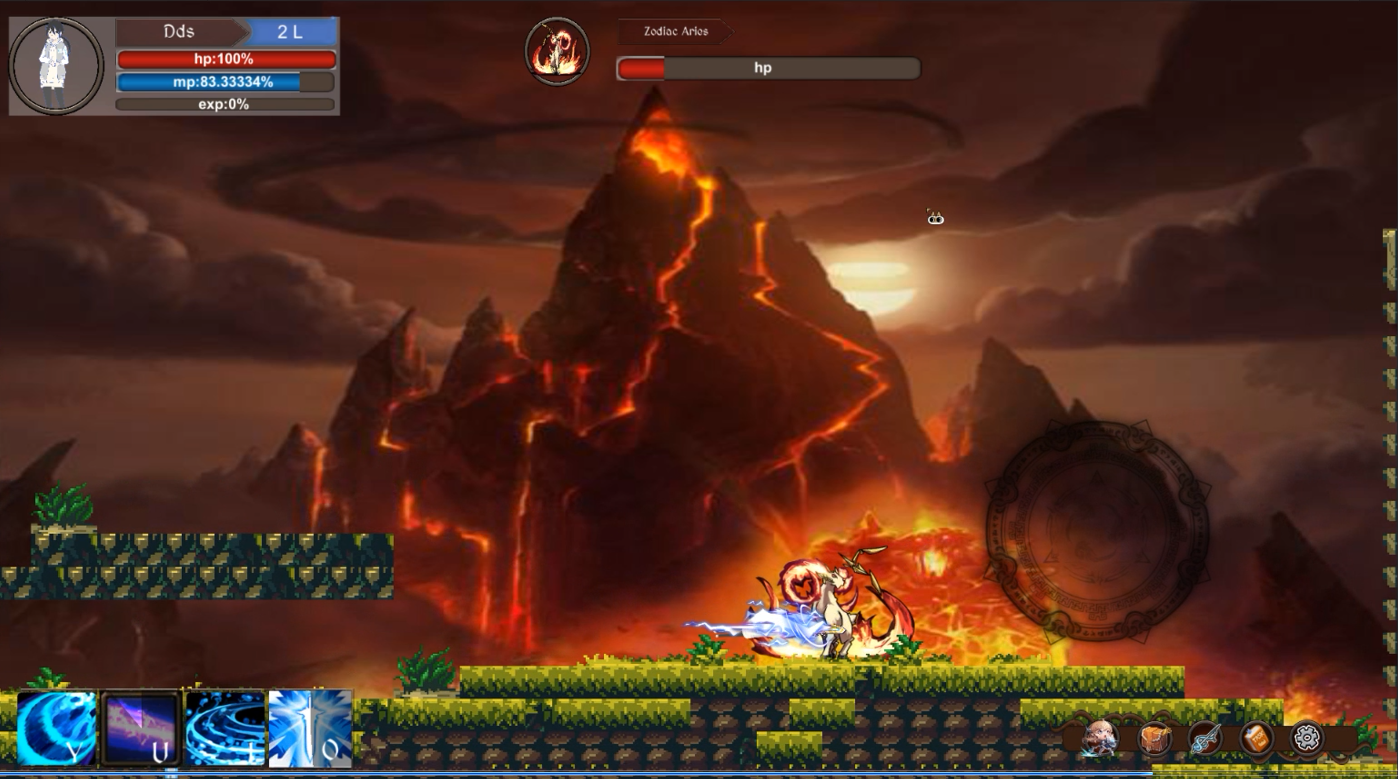 Dds
2 L
hp:100%
mp:83.33334%
exp:0%
Zodiac Aries
hp
Y
U
I
O